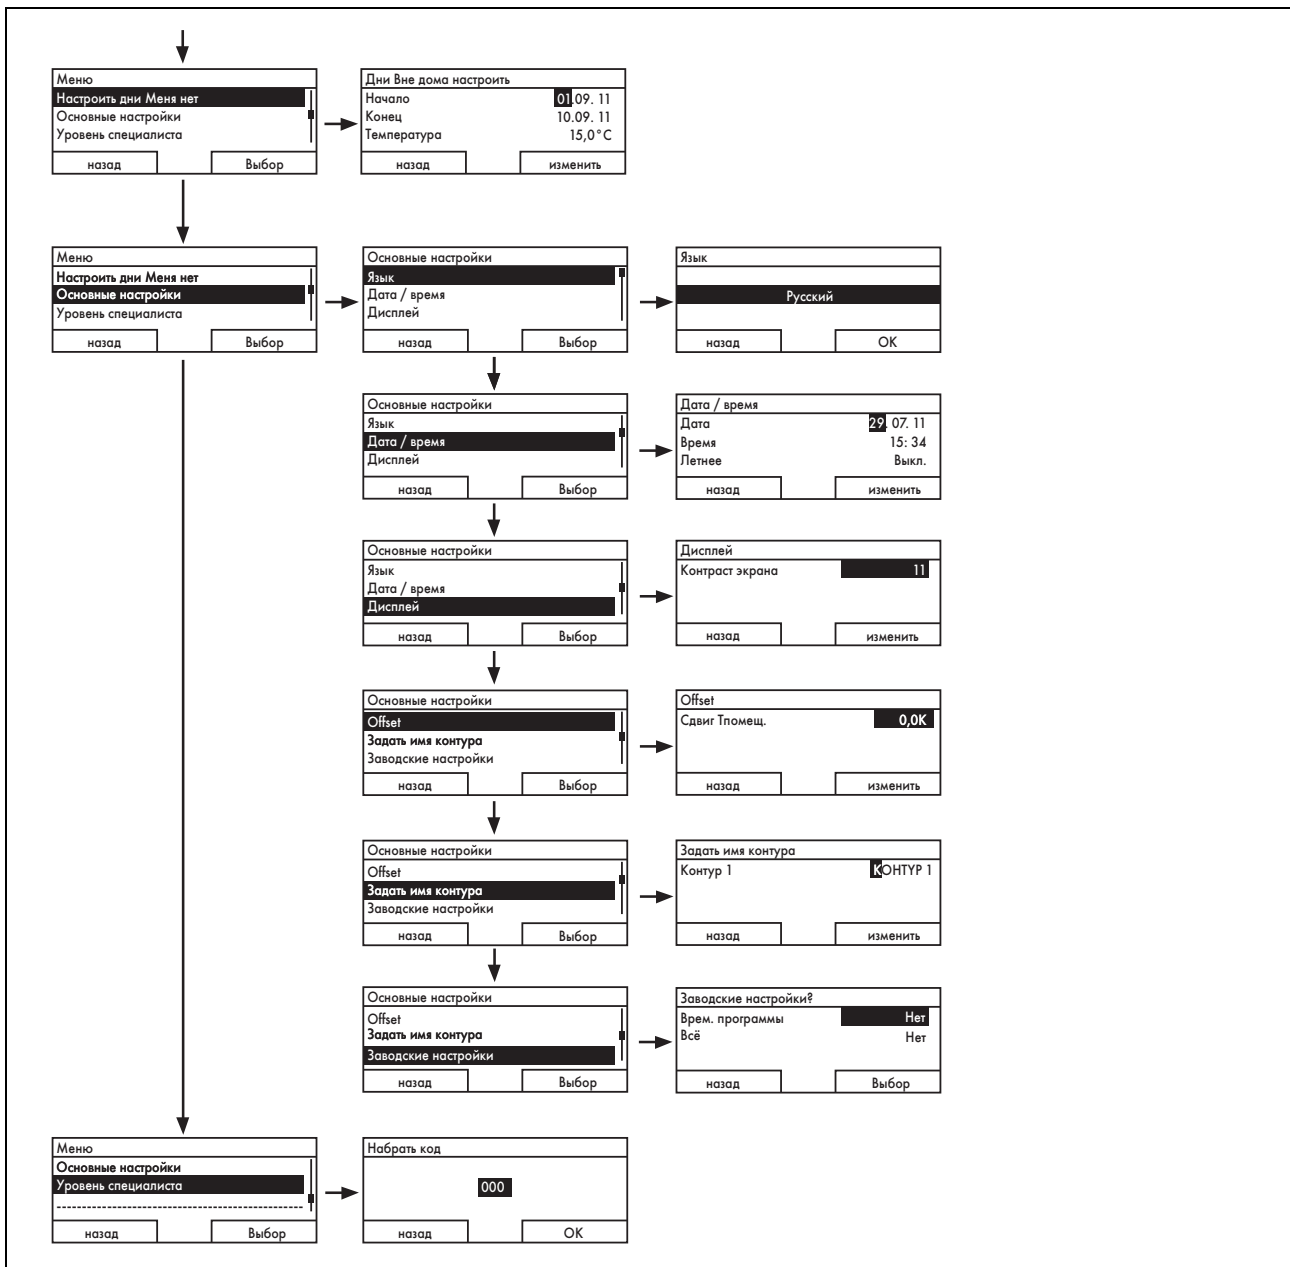 Меню
Настроить дни Меня нет
Основные настройки
Уровень специалиста
назад Выбор
Дни Вне дома настроить
Начало 01.09. 11
Конец 10.09. 11
Температура 15,0°C
назад изменить
Меню
Настроить дни Меня нет
Основные настройки
Уровень специалиста
назад Выбор
Основные настройки
Язык
Дата / время
Дисплей
назад Выбор
Язык
Русский
назад OK
Основные настройки
Язык
Дата / время
Дисплей
назад Выбор
Дата / время
Дата 29. 07. 11
Время 15: 34
Летнее Выкл.
назад изменить
Основные настройки
Язык
Дата / время
Дисплей
назад Выбор
Дисплей
Контраст экрана 11
назад изменить
Основные настройки
Offset
Задать имя контура
Заводские настройки
назад Выбор
Offset
Сдвиг Тпомещ. 0,0K
назад изменить
Основные настройки
Offset
Задать имя контура
Заводские настройки
назад Выбор
Задать имя контура
Контур 1 КОНТУР 1
назад изменить
Основные настройки
Offset
Задать имя контура
Заводские настройки
назад Выбор
Заводские настройки?
Врем. программы Нет
Всё Нет
назад Выбор
Меню
Основные настройки
Уровень специалиста
------------------------------------------------
назад Выбор
Набрать код
000
назад OK